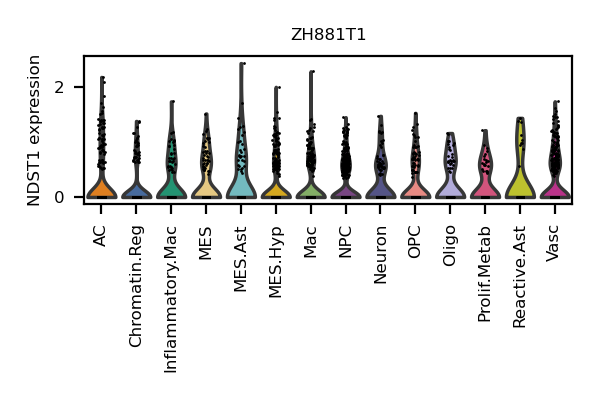 ZH881T1
NDST1 expression
2
0
AC
Chromatin.Reg
Inflammatory.Mac
MES
MES.Ast
MES.Hyp
Mac
NPC
Neuron
OPC
Oligo
Prolif.Metab
Reactive.Ast
Vasc